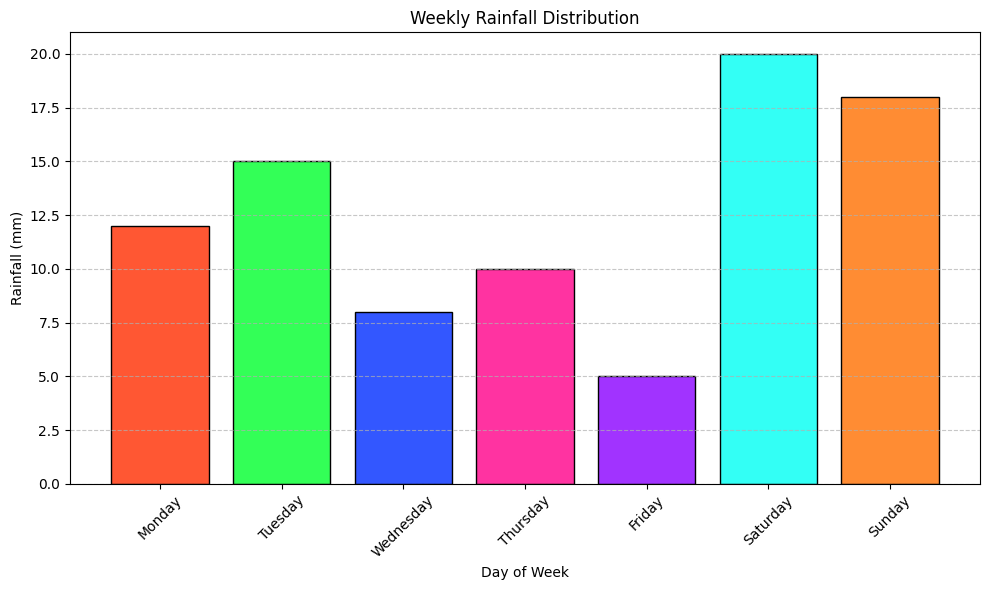 Weekly Rainfall Distribution
Rainfall (mm)
20.0
17.5
15.0
12.5
10.0
7.5
5.0
2.5
0.0
Monday
Tuesday
Wednesday
Thursday
Friday
Saturday
Sunday
Day of Week